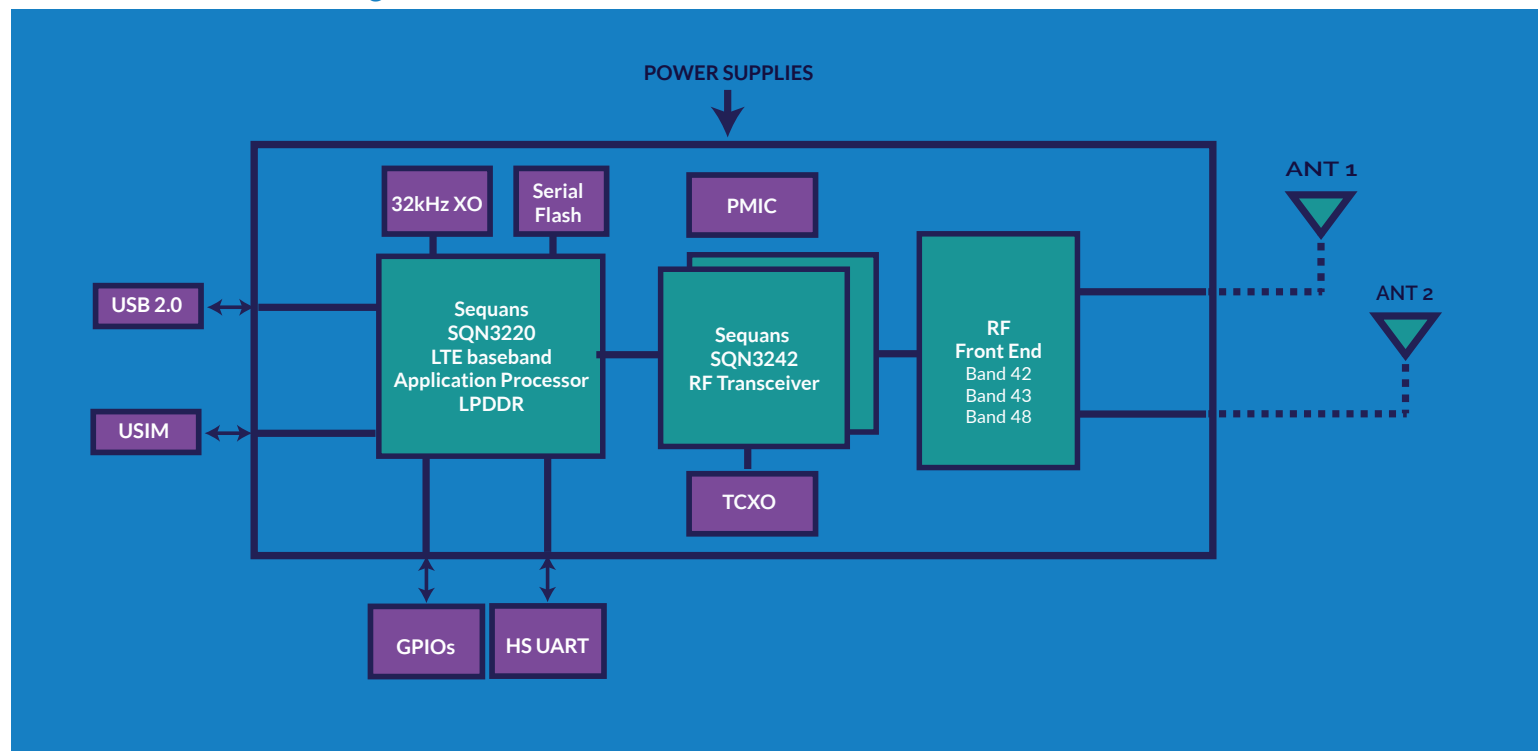 POWER SUPPLIES
ANT 1
32kHz XO
Serial
Flash
PMIC
ANT 2
USB 2.0
Sequans
SQN3220
LTE baseband
Application Processor
LPDDR
Sequans
SQN3242
RF Transceiver
RF
Front End
Band 42
Band 43
Band 48
USIM
TCXO
GPIOs
HS UART